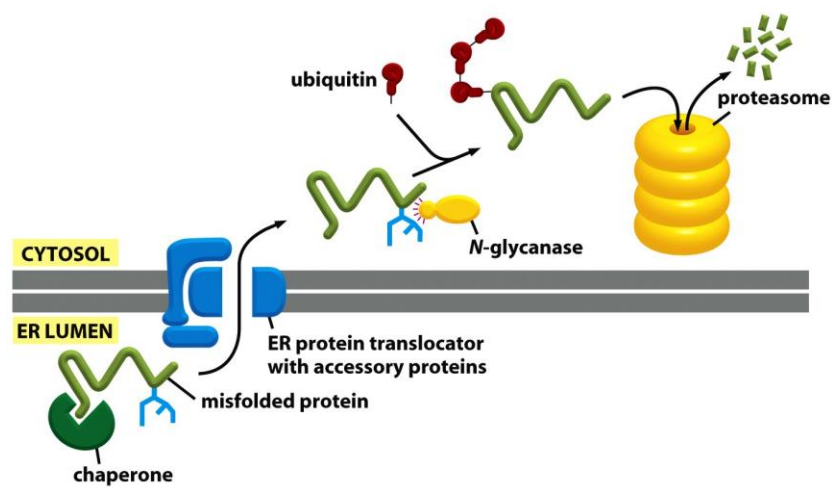 ubiquitin
proteasome
N-glycanase
CYTOSOL
ER LUMEN
ER protein translocator
with accessory proteins
misfolded protein
chaperone